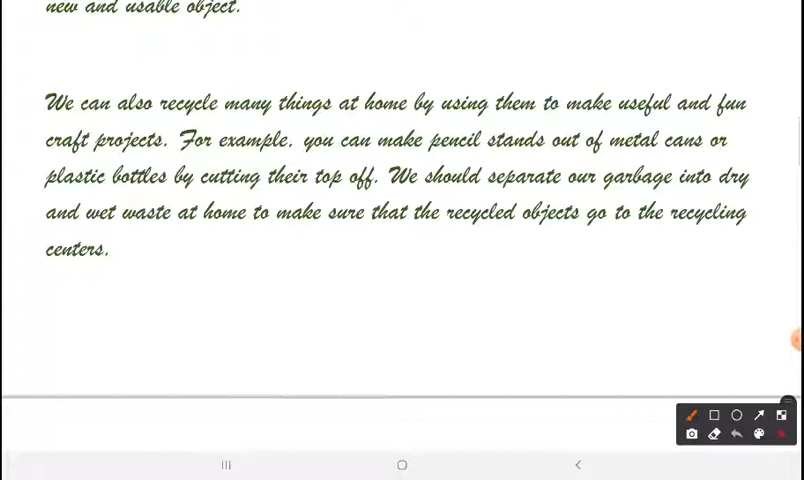 new and usable object.
We can also recycle many things at home by using them to make useful and fun
craft projects. For example, you can make pencil stands out of metal cans or
plastic bottles by cutting their top off. We should separate our garbage into dry
and wet waste at home to make sure that the recycled objects go to the recycling
centers.